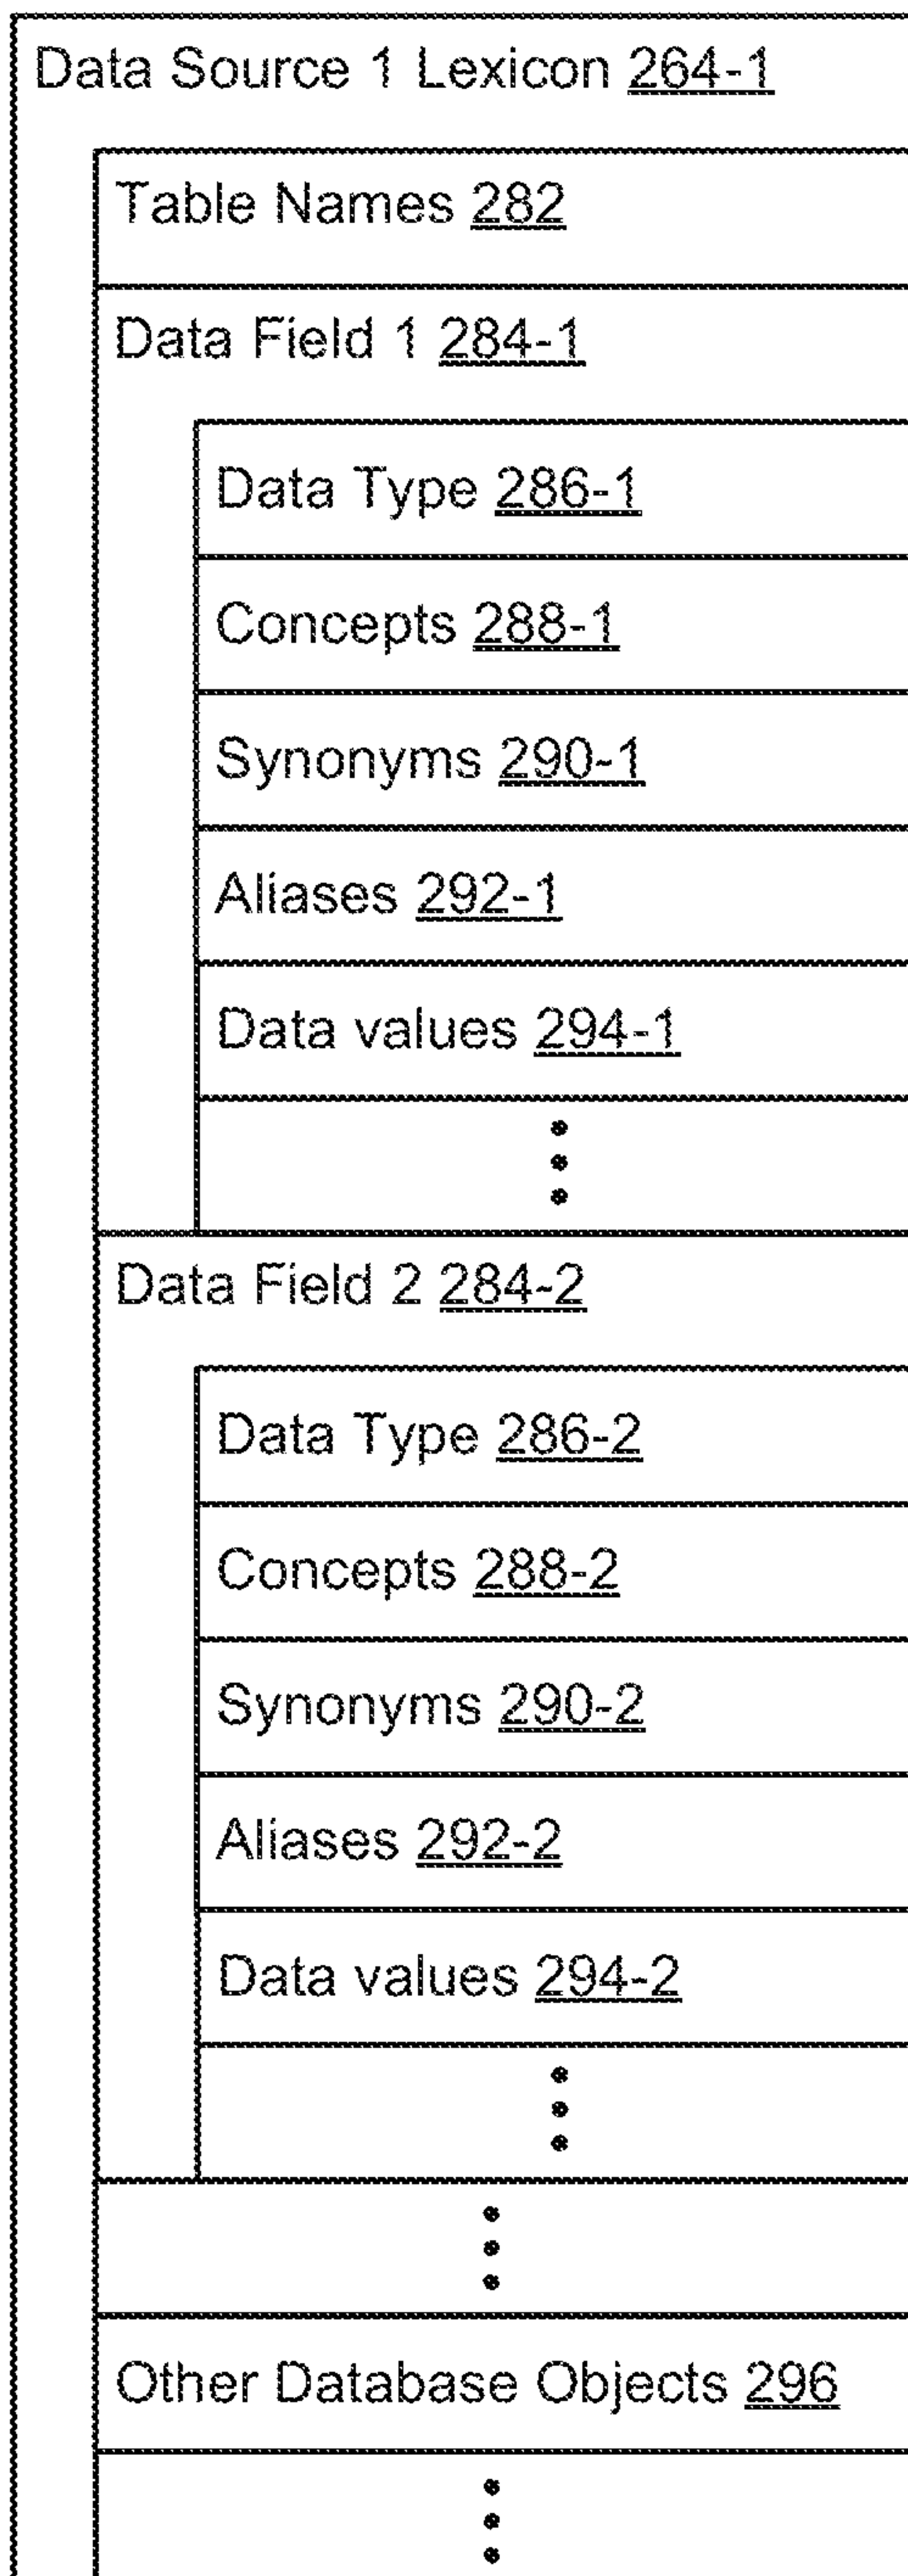 Data Source 1 Lexicon 264-1
Table Names 282
Data Field 1 284-1
Data Type 286-1
Concepts 288-1
Synonyms 290-1
Aliases 292-1
Data values 294-1
Data Field 2 284-2
Data Type 286-2
Concepts 288-2
Synonyms 290-2
Aliases 292-2
Data values 294-2
Other Database Objects 296